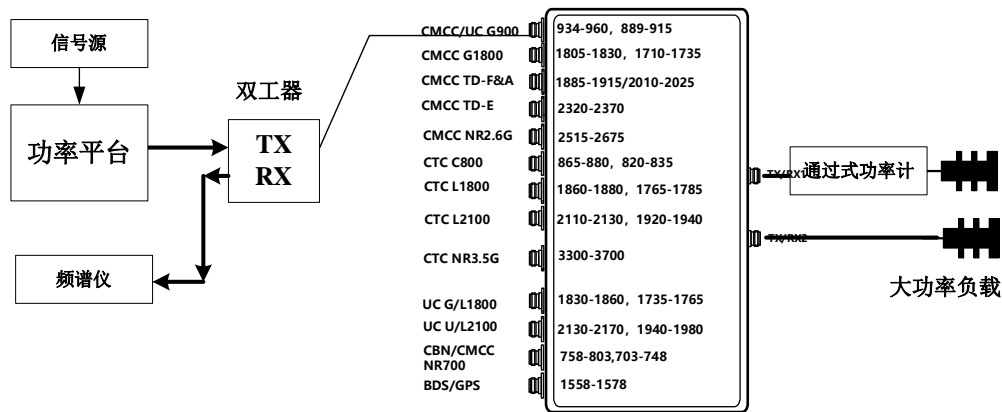 信号源
功率平台
双工器
TX
RX
频谱仪
CMCC/UC G900 934-960，889-915
CMCC G1800 1805-1830，1710-1735
CMCC TD-F&A 1885-1915/2010-2025
CMCC TD-E 2320-2370
CMCC NR2.6G 2515-2675
CTC C800 865-880，820-835
CTC L1800 1860-1880，1765-1785
CTC L2100 2110-2130，1920-1940
CTC NR3.5G 3300-3700
UC G/L1800 1830-1860，1735-1765
UC U/L2100 2130-2170，1940-1980
CBN/CMCC
NR700 758-803,703-748
BDS/GPS 1558-1578
TX/RX1
通过式功率计
TX/RX2
大功率负载